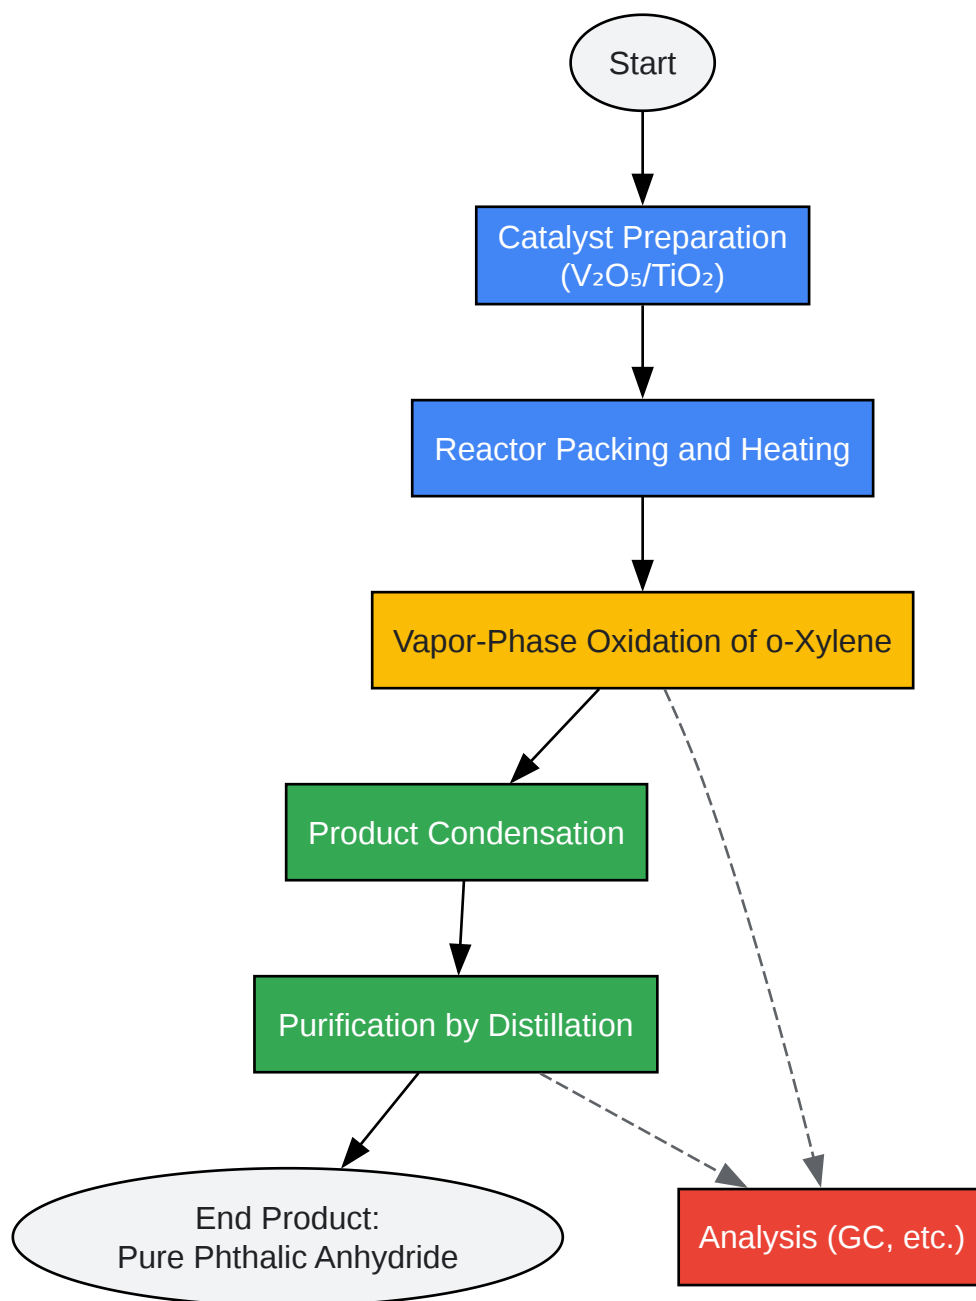 Start
Catalyst Preparation
(V₂O₅/TiO₂)
Reactor Packing and Heating
Vapor-Phase Oxidation of o-Xylene
Product Condensation
Purification by Distillation
End Product:
Pure Phthalic Anhydride
Analysis (GC, etc.)